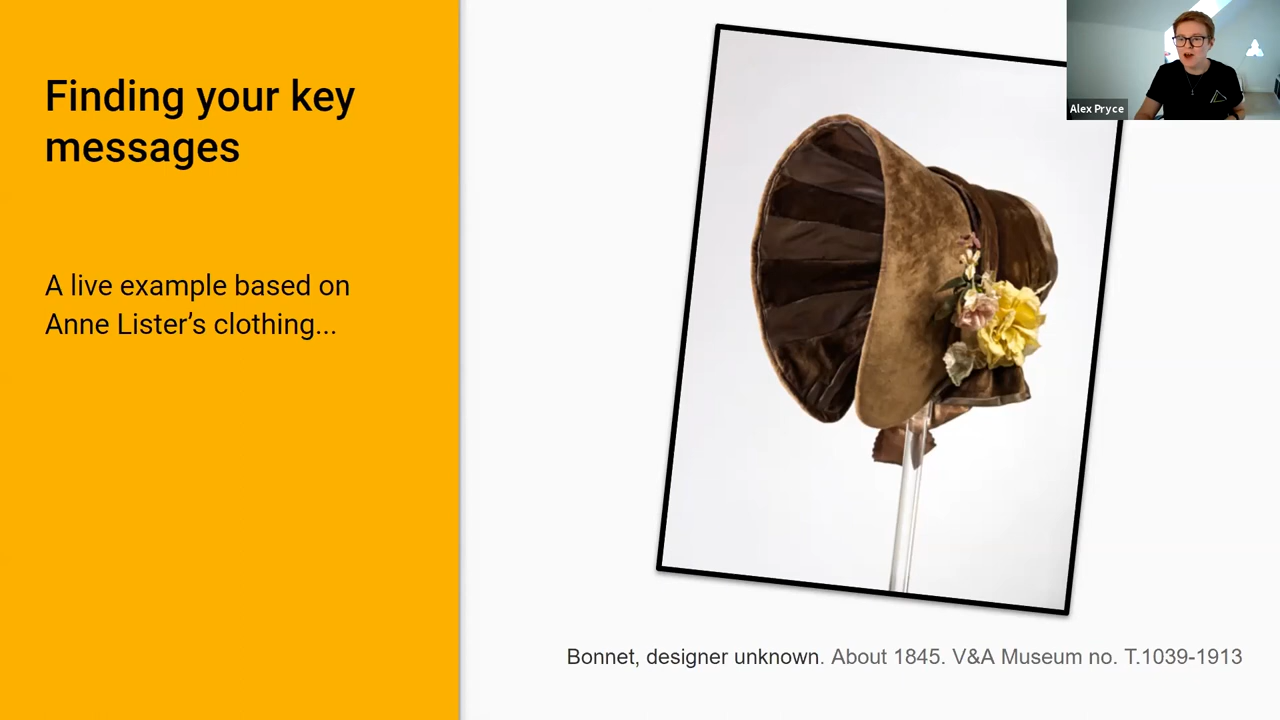 Finding your key
messages
A live example based on
Anne Lister’s clothing...
Alex Pryce
Bonnet, designer unknown. About 1845. V&A Museum no. T.1039-1913